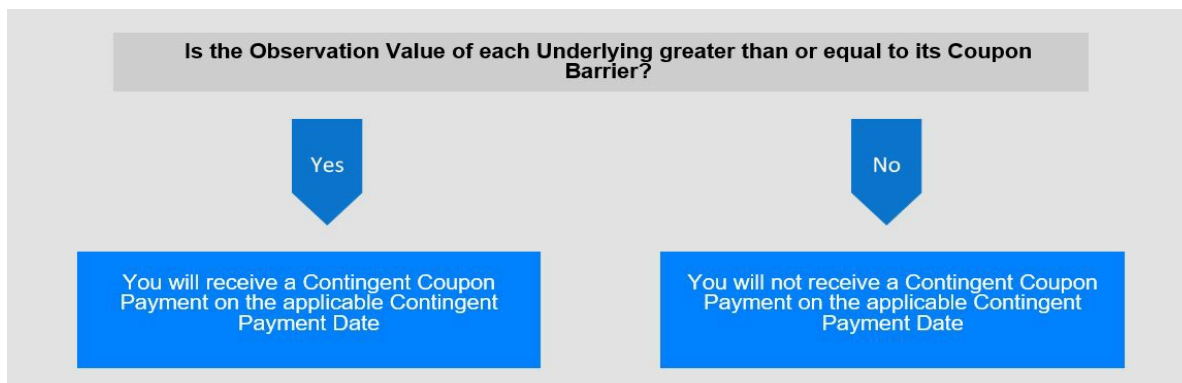 Is the Observation Value of each Underlying greater than or equal to its Coupon
Barrier?
Yes
No
You will receive a Contingent Coupon
Payment on the applicable Contingent
Payment Date
You will not receive a Contingent Coupon
Payment on the applicable Contingent
Payment Date